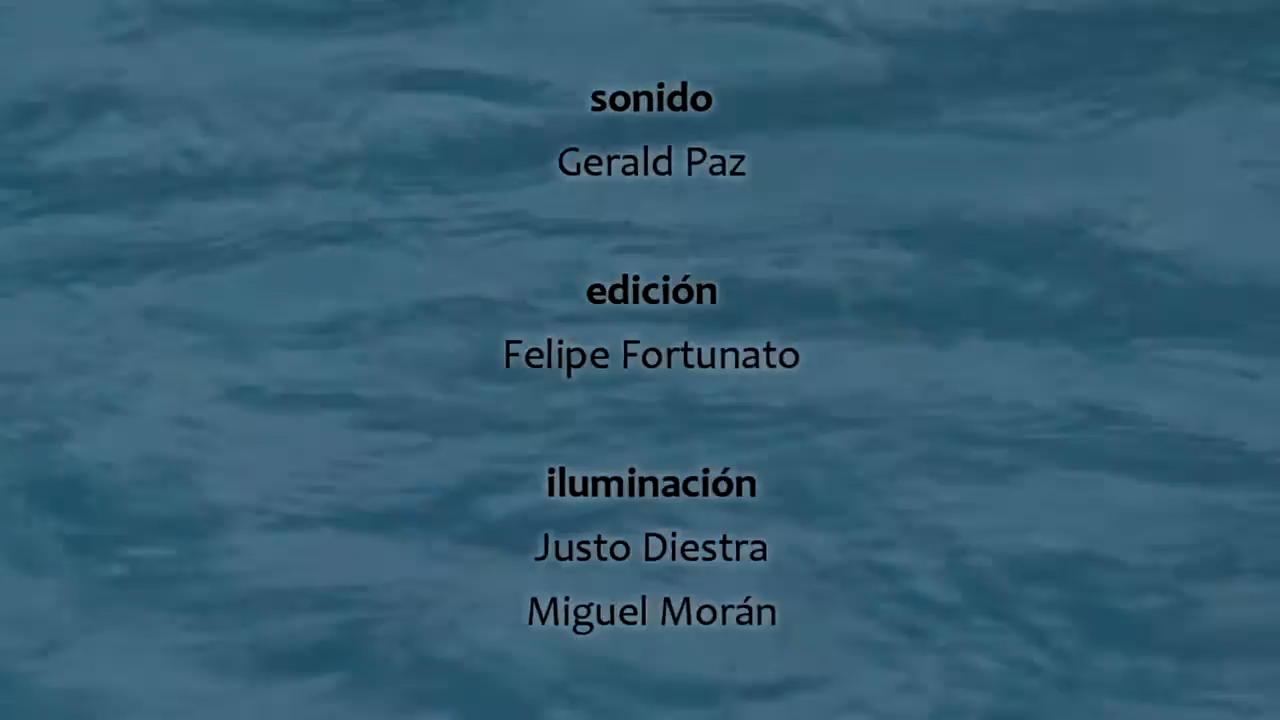 sonido
Gerald Paz
edición
Felipe Fortunato
iluminación
Justo Diestra
Miguel Morán